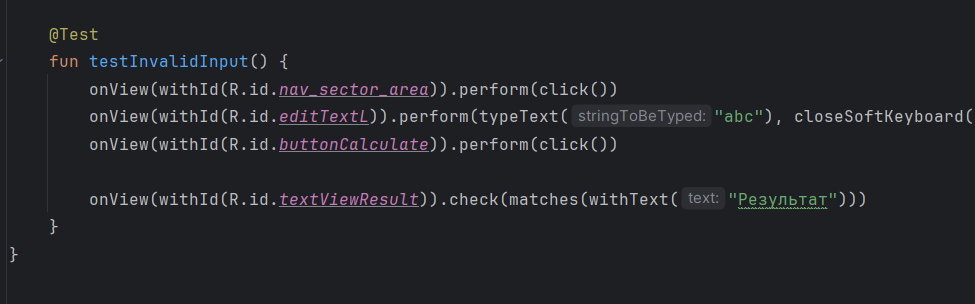 @Test
fun testInvalidInput() {
onView(withId(R.id.nav_sector_area)).perform(click())
onView(withId(R.id.editTextL)).perform(typeText( stringToBeTyped: "abc"), closeSoftKeyboard(
onView(withId(R.id.buttonCalculate)).perform(click())
onView(withId(R.id.textViewResult)).check(matches(withText( text: "Результат")))
}
}